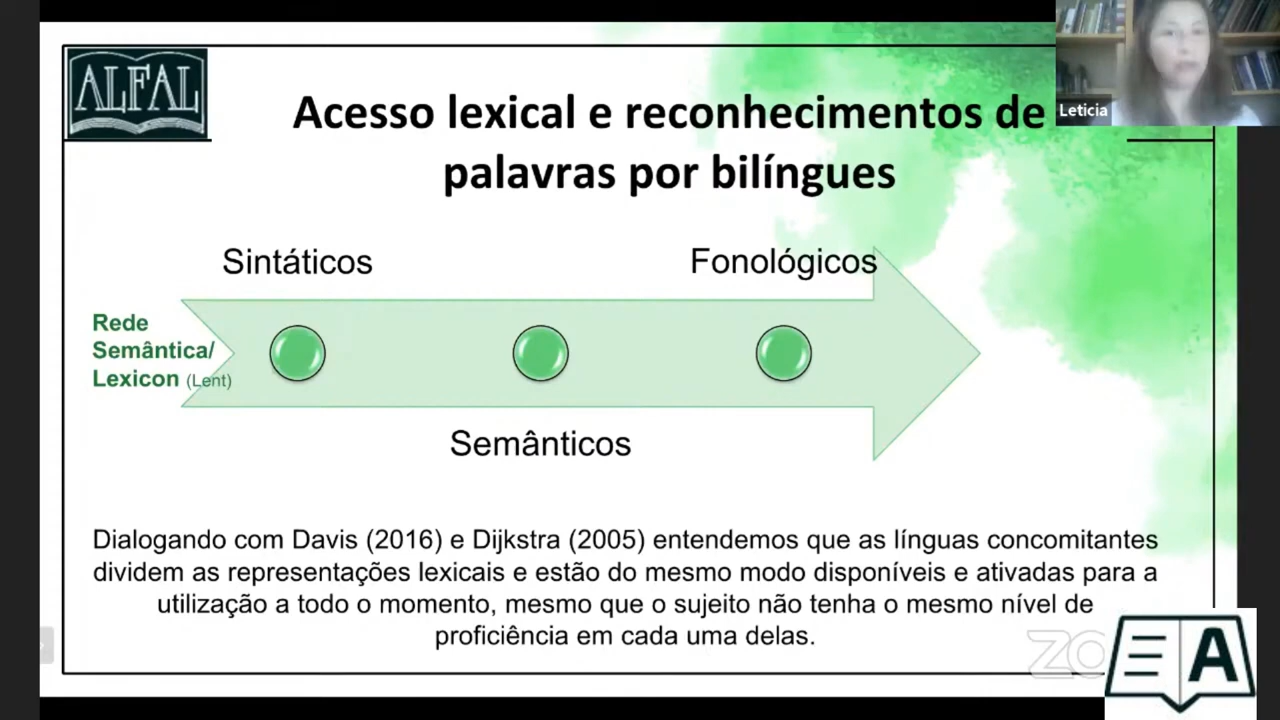 ALFAL
Leticia
Acesso lexical e reconhecimentos de
palavras por bilíngues
Sintáticos
Fonológicos
Rede
Semântica/
Lexicon (Lent)
Semânticos
Dialogando com Davis (2016) e Dijkstra (2005) entendemos que as línguas concomitantes
dividem as representações lexicais e estão do mesmo modo disponíveis e ativadas para a
utilização a todo o momento, mesmo que o sujeito não tenha o mesmo nível de
proficiência em cada uma delas.
A